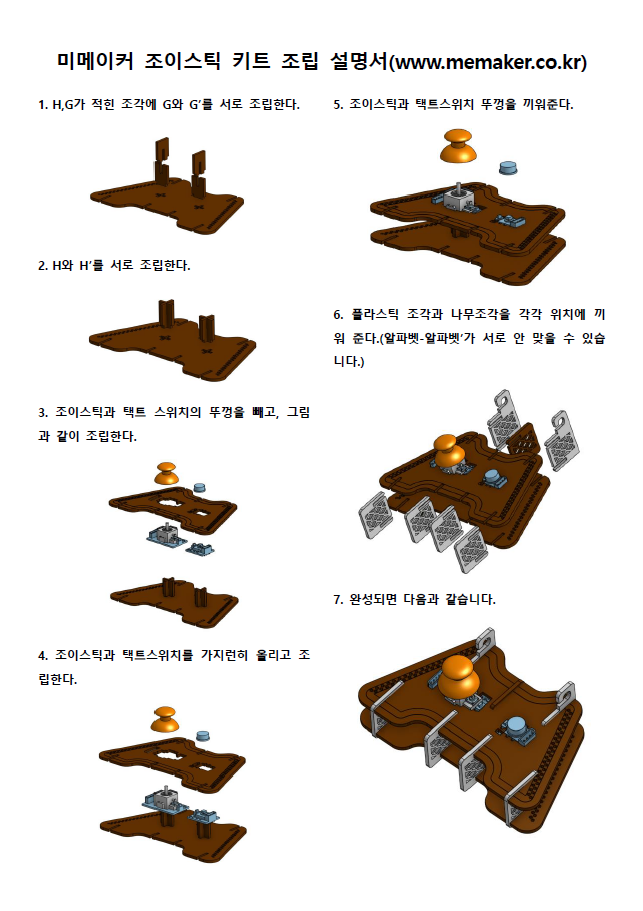 미메이커 조이스틱 키트 조립 설명서(www.memaker.co.kr)
1. H,G가 적힌 조각에 G와 G’를 서로 조립한다.
2. H와 H’를 서로 조립한다.
3. 조이스틱과 택트 스위치의 뚜껑을 빼고, 그림
과 같이 조립한다.
4. 조이스틱과 택트스위치를 가지런히 올리고 조
립한다.
5. 조이스틱과 택트스위치 뚜껑을 끼워준다.
6. 플라스틱 조각과 나무조각을 각각 위치에 끼
워 준다.(알파벳-알파벳’가 서로 안 맞을 수 있습
니다.)
7. 완성되면 다음과 같습니다.